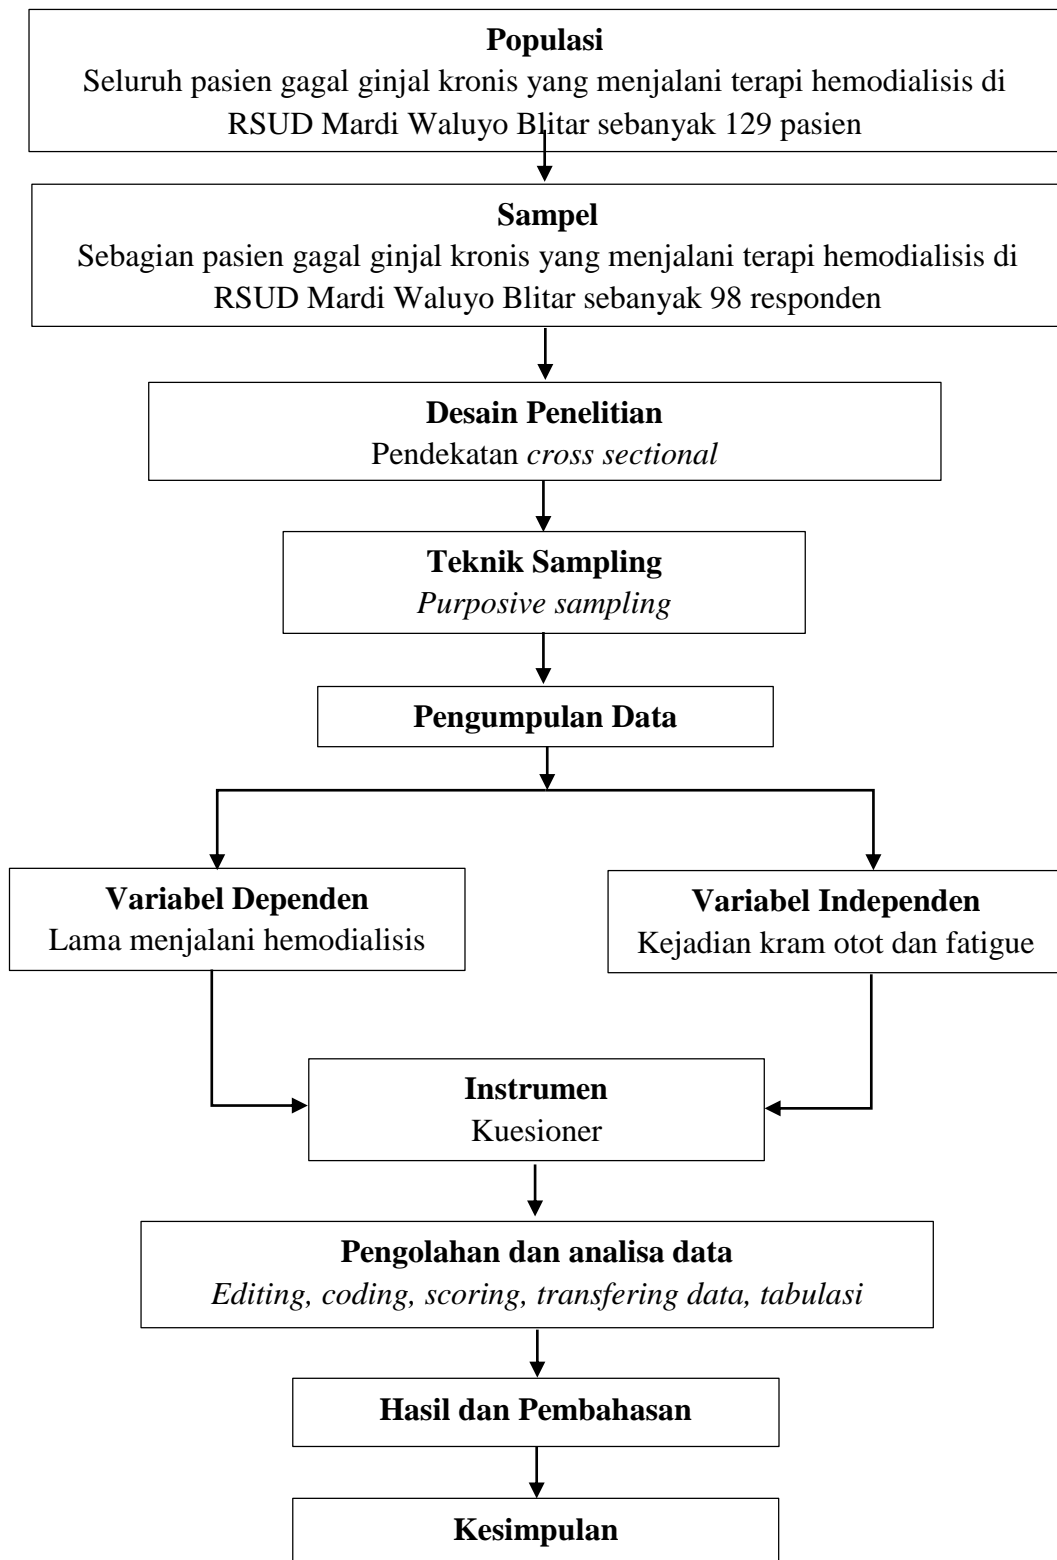 Populasi
Seluruh pasien gagal ginjal kronis yang menjalani terapi hemodialisis di
RSUD Mardi Waluyo Blitar sebanyak 129 pasien
Sampel
Sebagian pasien gagal ginjal kronis yang menjalani terapi hemodialisis di
RSUD Mardi Waluyo Blitar sebanyak 98 responden
Desain Penelitian
Pendekatan cross sectional
Teknik Sampling
Purposive sampling
Pengumpulan Data
Variabel Dependen
Lama menjalani hemodialisis
Variabel Independen
Kejadian kram otot dan fatigue
Instrumen
Kuesioner
Pengolahan dan analisa data
Editing, coding, scoring, transfering data, tabulasi
Hasil dan Pembahasan
Kesimpulan